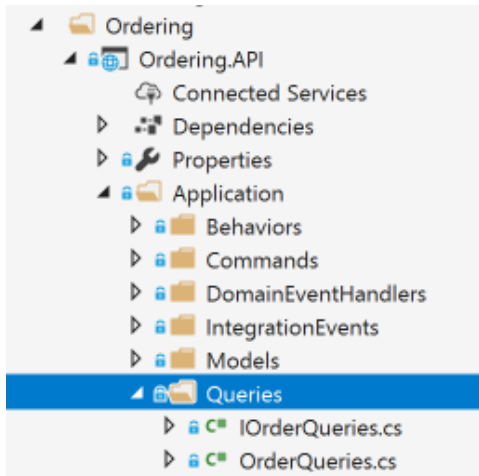 Ordering
Ordering.API
Connected Services
Dependencies
Properties
Application
Behaviors
Commands
DomainEventHandlers
IntegrationEvents
Models
Queries
C# IOrderQueries.cs
C# OrderQueries.cs